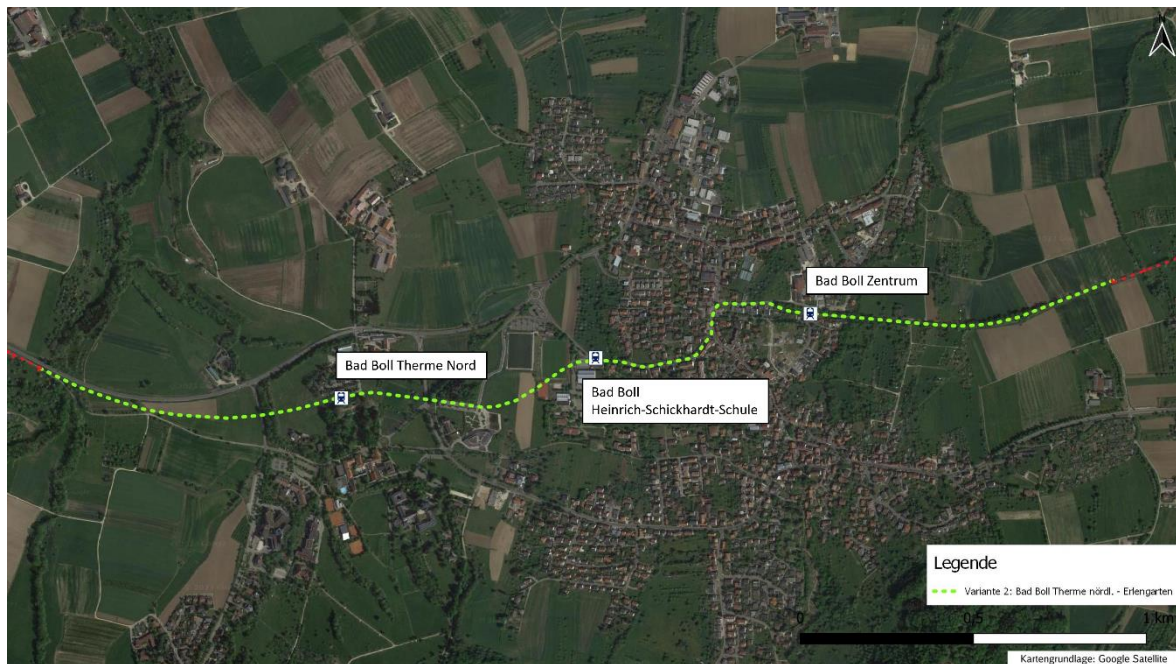 Bad Boll Zentrum
Bad Boll Therme Nord
Bad Boll
Heinrich-Schickhardt-Schule
Legende
Variante 2: Bad Boll Therme nördl. - Erlengarten
0 0,5 1 km
Kartengrundlage: Google Satellite